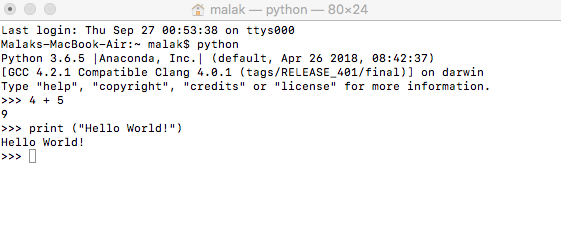 malak — python — 80×24
Last login: Thu Sep 27 00:53:38 on ttys000
Malaks-MacBook-Air:~ malak$ python
Python 3.6.5 |Anaconda, Inc.| (default, Apr 26 2018, 08:42:37)
[GCC 4.2.1 Compatible Clang 4.0.1 (tags/RELEASE_401/final)] on darwin
Type "help", "copyright", "credits" or "license" for more information.
>>> 4 + 5
9
>>> print ("Hello World!")
Hello World!
>>>